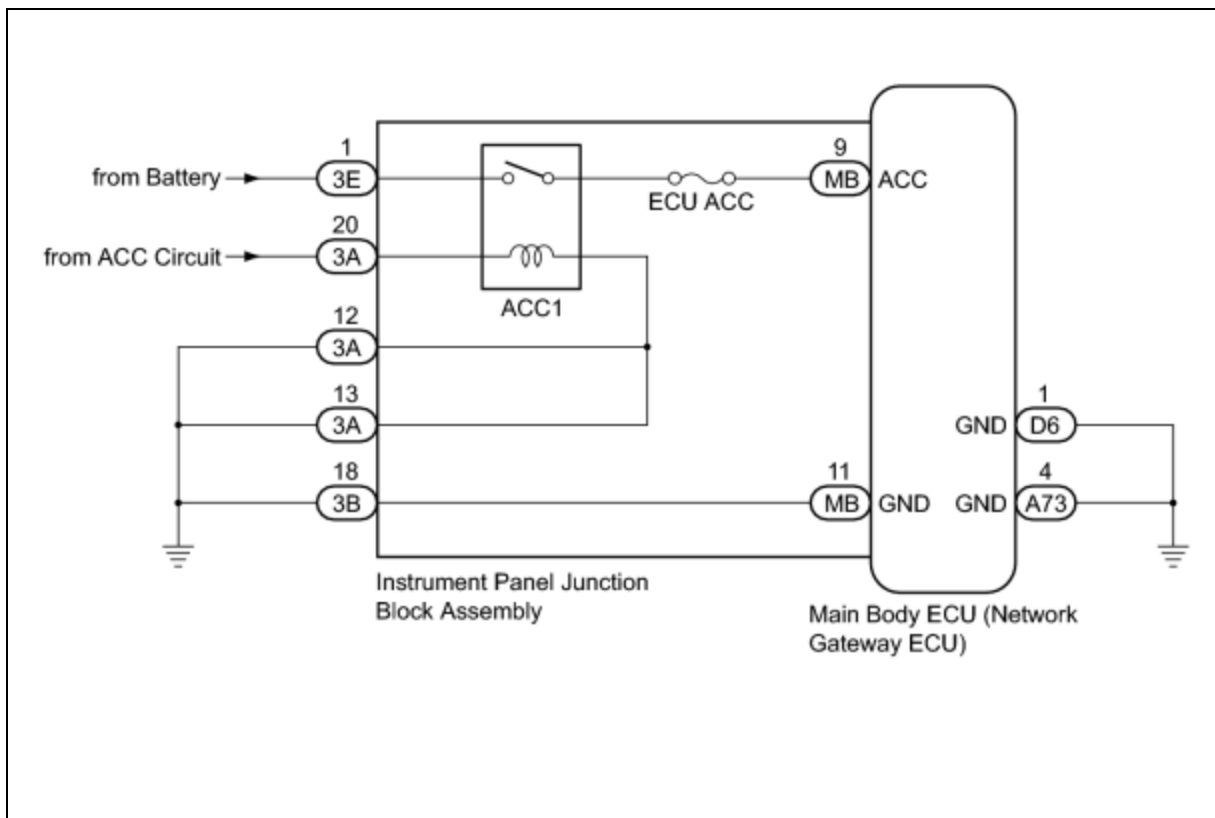 1
from Battery
3E
9
MB
ACC
ECU ACC
20
from ACC Circuit
3A
ACC1
12
3A
13
3A
1
GND
D6
18
3B
11
MB
GND
4
GND
A73
Instrument Panel Junction
Block Assembly
Main Body ECU (Network
Gateway ECU)